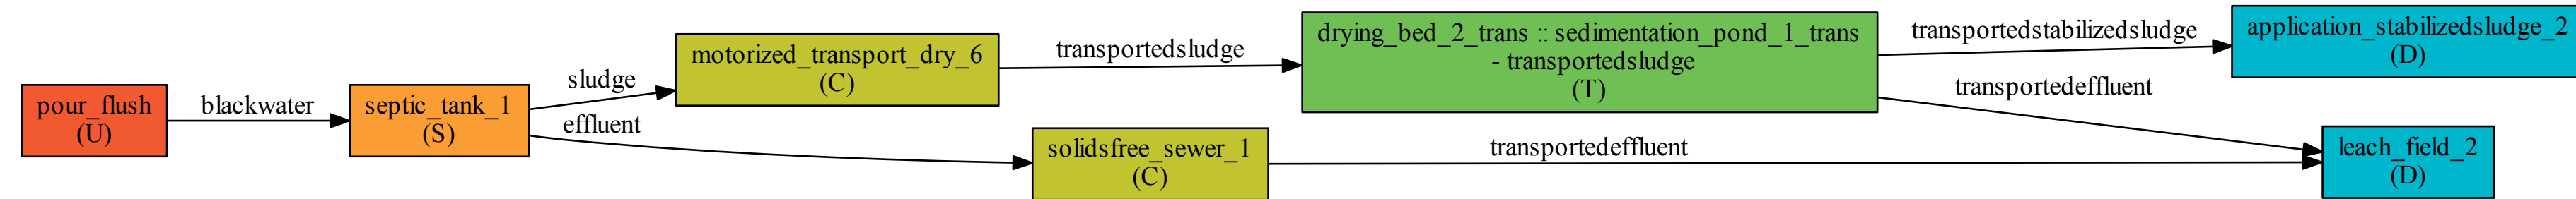 pour_flush
(U)
blackwater
septic_tank_1
(S)
sludge
effluent
motorized_transport_dry_6
(C)
transportedsludge
solidsfree_sewer_1
(C)
transportedeffluent
drying_bed_2_trans :: sedimentation_pond_1_trans
- transportedsludge
(T)
transportedstabilizedsludge
transportedeffluent
application_stabilizedsludge_2
(D)
leach_field_2
(D)